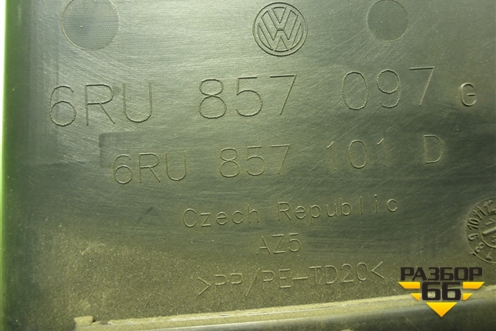 6RU 857 097 G
6RU 857 101 D
Czech Republic
AZ5
>PP/PE-TD20<
РАЗБОР
66